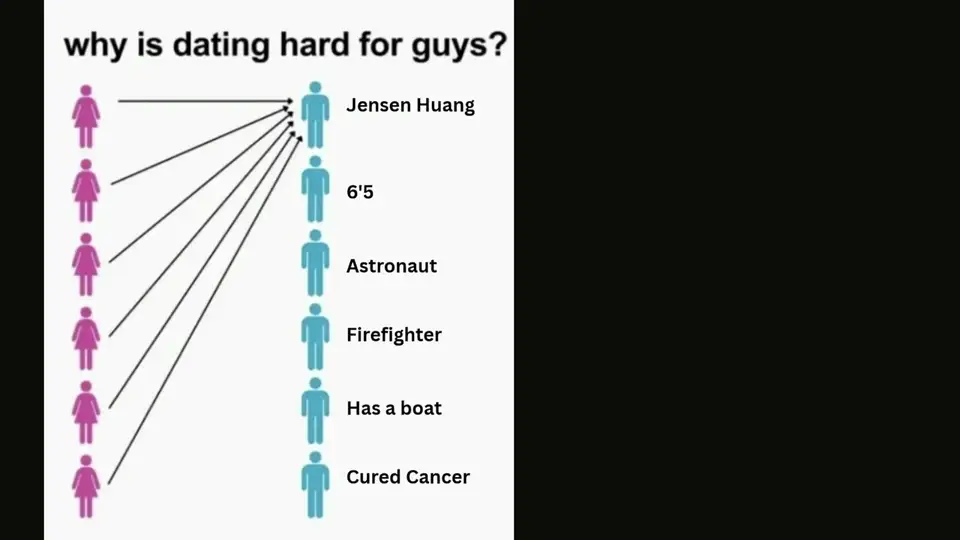 why is dating hard for guys?
Jensen Huang
6'5
Astronaut
Firefighter
Has a boat
Cured Cancer